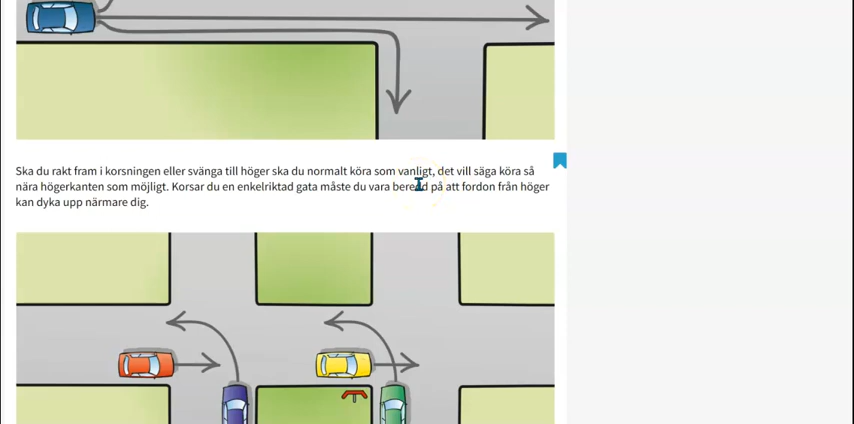 Ska du rakt fram i korsningen eller svänga till höger ska du normalt köra som vanligt, det vill säga köra så
nära högerkanten som möjligt. Korsar du en enkelriktad gata måste du vara beredd på att fordon från höger
kan dyka upp närmare dig.